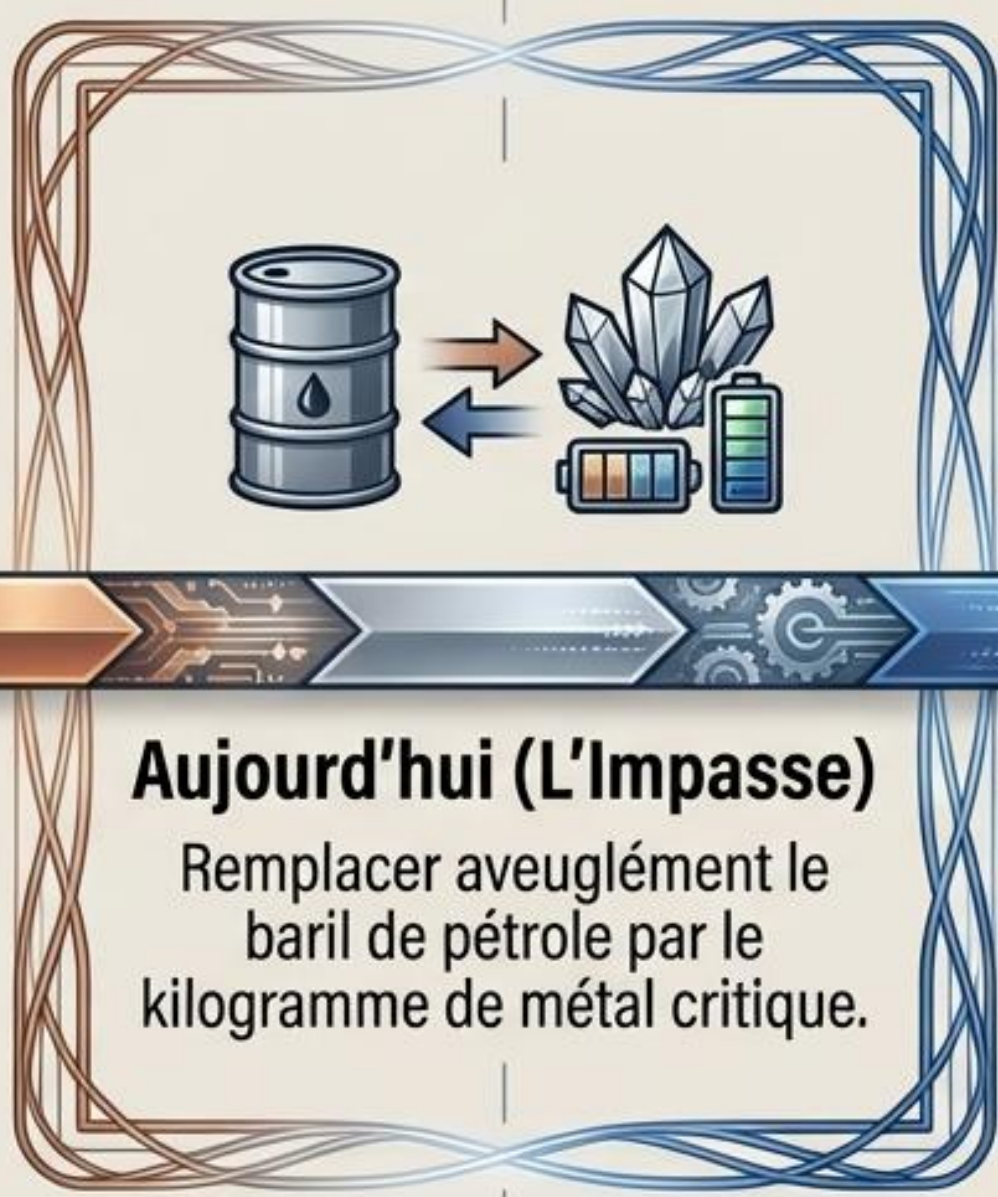 Aujourd'hui (L'Impasse)
Remplacer aveuglément le
baril de pétrole par le
kilogramme de métal critique.